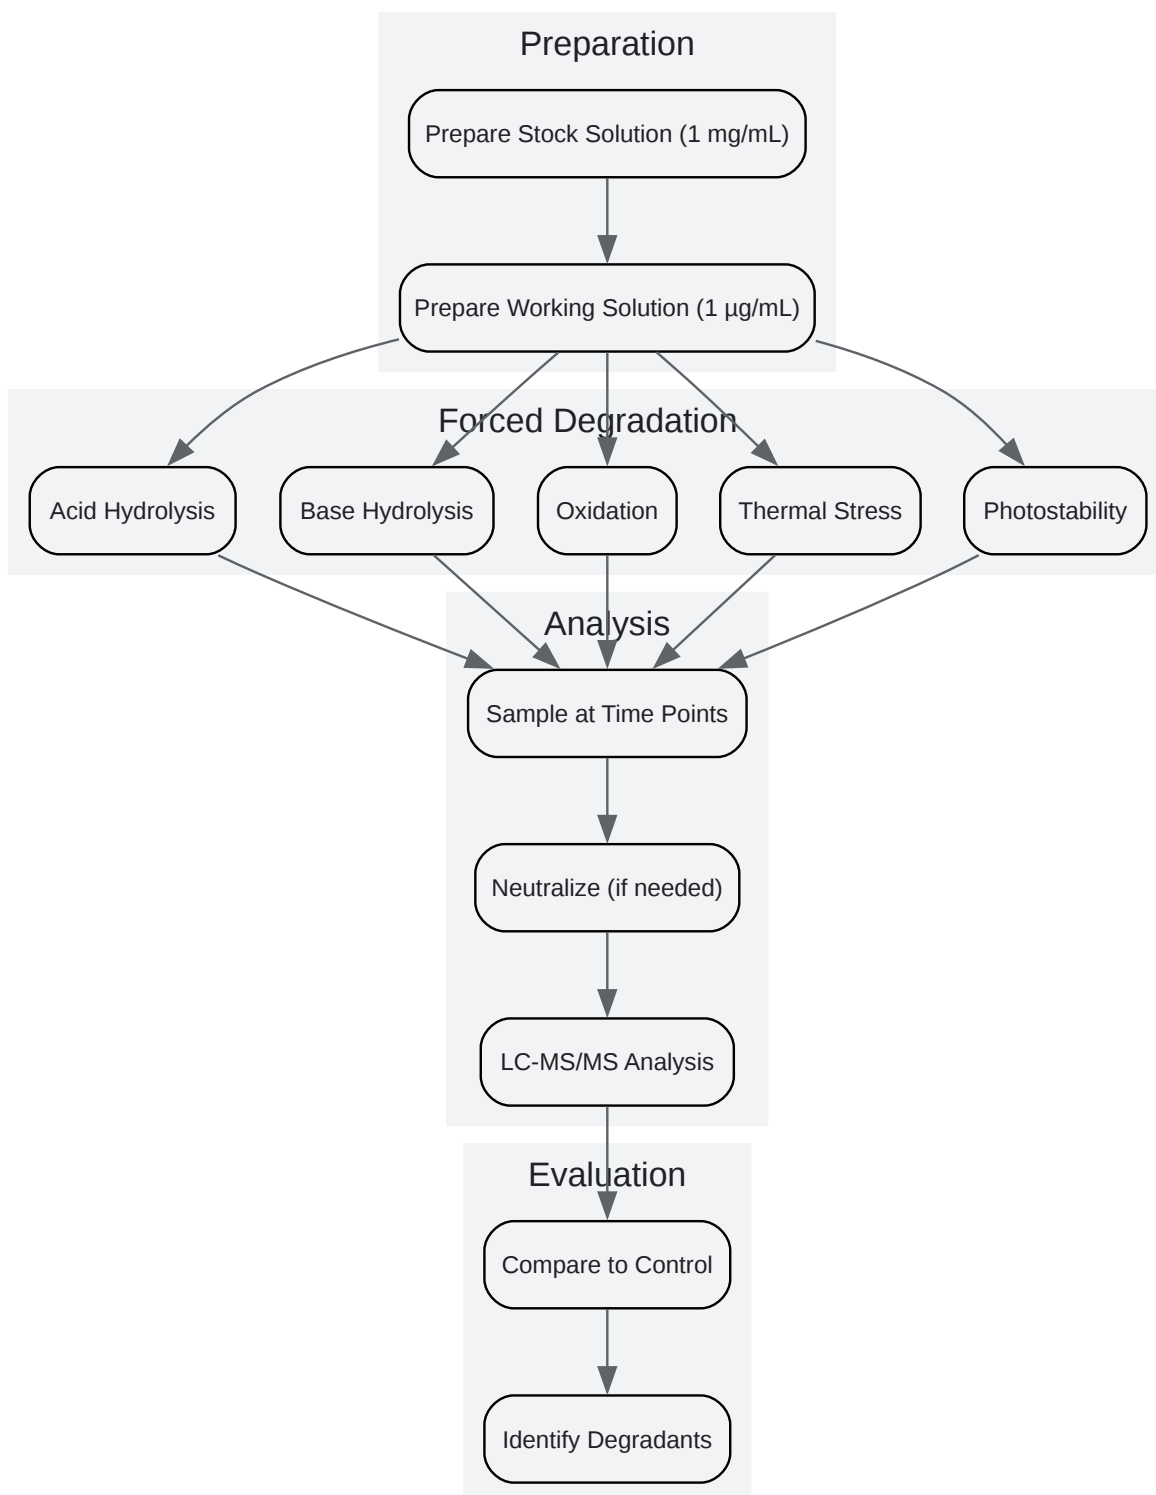 Preparation
Prepare Stock Solution (1 mg/mL)
Prepare Working Solution (1 µg/mL)
Forced Degradation
Acid Hydrolysis
Base Hydrolysis
Oxidation
Thermal Stress
Photostability
Analysis
Sample at Time Points
Neutralize (if needed)
LC-MS/MS Analysis
Evaluation
Compare to Control
Identify Degradants